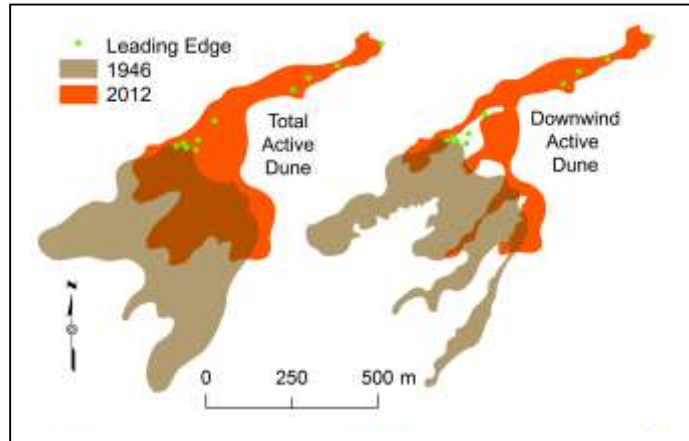 Leading Edge
1946
2012
Total
Active
Dune
Downwind
Active
Dune
N
0 250 500 m